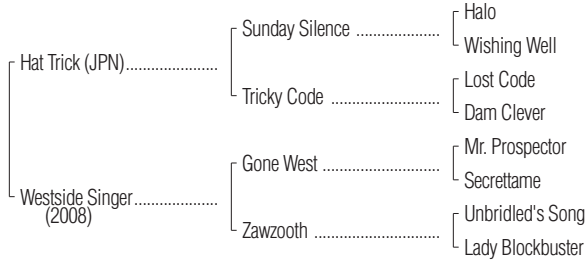 Halo
Sunday Silence ......................
Wishing Well
Hat Trick (JPN)........................
Lost Code
Tricky Code ............................
Dam Clever
Mr. Prospector
Gone West ..............................
Secrettame
Westside Singer......................
(2008)
Unbridled's Song
Zawzooth ................................
Lady Blockbuster